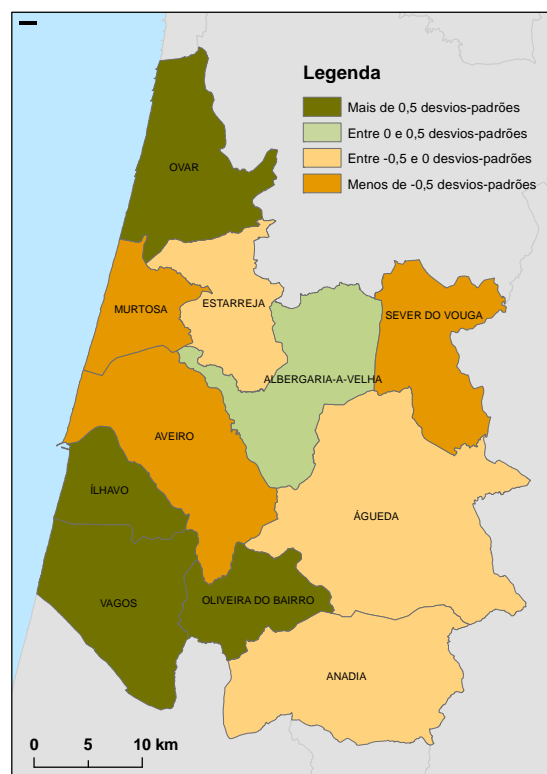 Legenda
Mais de 0,5 desvios-padrões
Entre 0 e 0,5 desvios-padrões
Entre -0,5 e 0 desvios-padrões
Menos de -0,5 desvios-padrões
OVAR
ESTARREJA
MURTOSA
SEVER DO VOUGA
ALBERGARIA-A-VELHA
AVEIRO
ÍLHAVO
ÁGUEDA
VAGOS
OLIVEIRA DO BAIRRO
ANADIA
0 5 10 km